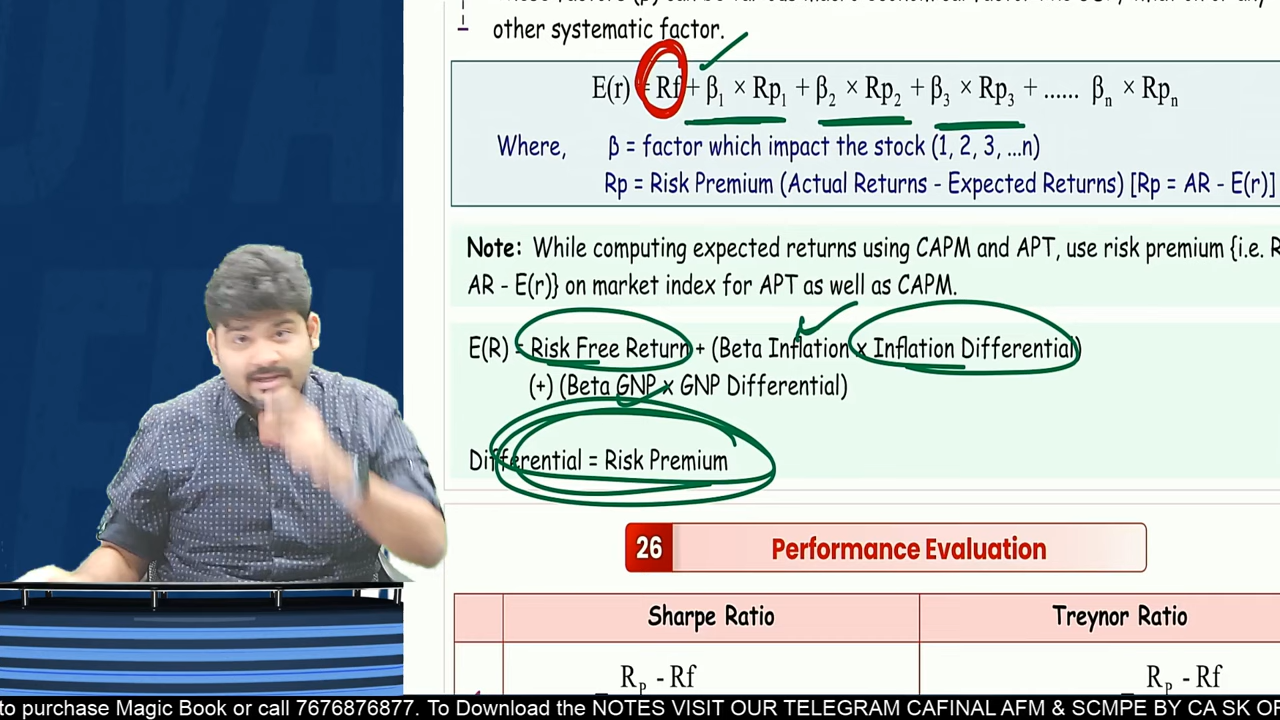 other systematic factor.
E(r) = Rf + β₁ × Rp₁ + β₂ × Rp₂ + β₃ × Rp₃ + ...... βₙ × Rpₙ
Where, β = factor which impact the stock (1, 2, 3, ...n)
Rp = Risk Premium (Actual Returns - Expected Returns) [Rp = AR - E(r)]
Note: While computing expected returns using CAPM and APT, use risk premium {i.e.
AR - E(r)} on market index for APT as well as CAPM.
E(R) = Risk Free Return + (Beta Inflation x Inflation Differential)
(+) (Beta GNP x GNP Differential)
Differential = Risk Premium
26 Performance Evaluation
Sharpe Ratio Treynor Ratio
Rₚ - Rf Rₚ - Rf
to purchase Magic Book or call 7676876877. To Download the NOTES VISIT OUR TELEGRAM CAFINAL AFM & SCMPE BY CA SK OF